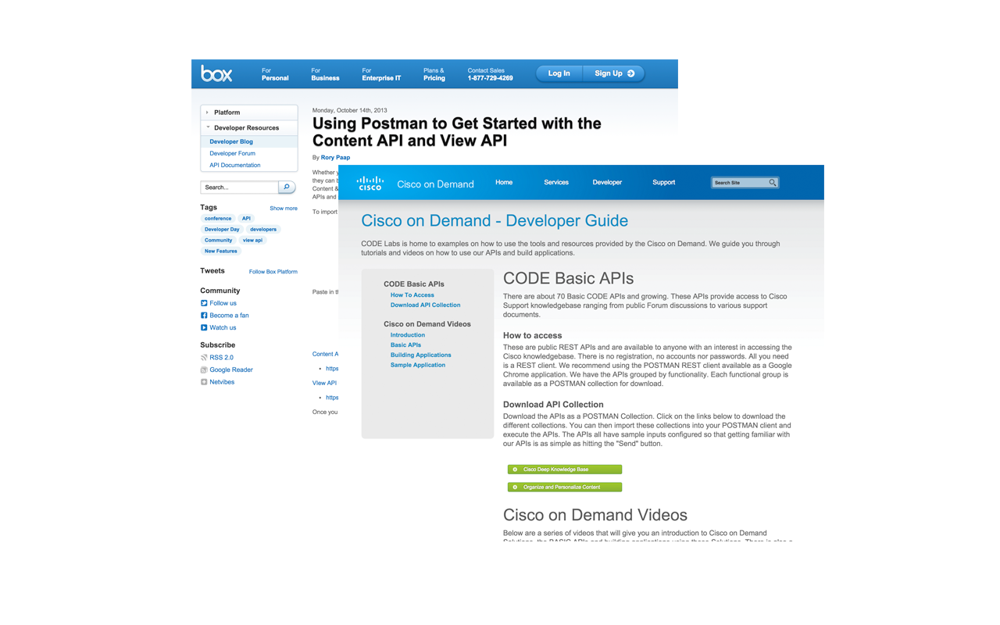 box
For
Personal
For
Business
For
Enterprise IT
Plans &
Pricing
Contact Sales
1-877-729-4269
Log In
Sign Up
Platform
Developer Resources
Developer Blog
Developer Forum
API Documentation
Search...
Tags
Show more
conference
API
Developer Day
developers
Community
view api
New Features
Tweets
Follow Box Platform
Community
Follow us
Become a fan
Watch us
Subscribe
RSS 2.0
Google Reader
Netvibes
Monday, October 14th, 2013
Using Postman to Get Started with the
Content API and View API
By Rory Paap
Whether
they can
Content &
APIs and
To import
Paste in
Content
• https
View API
• https
Once you
CISCO
Cisco on Demand
Home
Services
Developer
Support
Search Site
Cisco on Demand - Developer Guide
CODE Labs is home to examples on how to use the tools and resources provided by the Cisco on Demand. We guide you through
tutorials and videos on how to use our APIs and build applications.
CODE Basic APIs
How To Access
Download API Collection
Cisco on Demand Videos
Introduction
Basic APIs
Building Applications
Sample Application
CODE Basic APIs
There are about 70 Basic CODE APIs and growing. These APIs provide access to Cisco
Support knowledgebase ranging from public Forum discussions to various support
documents.
How to access
These are public REST APIs and are available to anyone with an interest in accessing the
Cisco knowledgebase. There is no registration, no accounts nor passwords. All you need
is a REST client. We recommend using the POSTMAN REST client available as a Google
Chrome application. We have the APIs grouped by functionality. Each functional group is
available as a POSTMAN collection for download.
Download API Collection
Download the APIs as a POSTMAN Collection. Click on the links below to download the
different collections. You can then import these collections into your POSTMAN client and
execute the APIs. The APIs all have sample inputs configured so that getting familiar with
our APIs is as simple as hitting the "Send" button.
Cisco Deep Knowledge Base
Organize and Personalize Content
Cisco on Demand Videos
Below are a series of videos that will give you an introduction to Cisco on Demand
Solutions, the BASIC APIs and building applications using these Solutions. There is also a